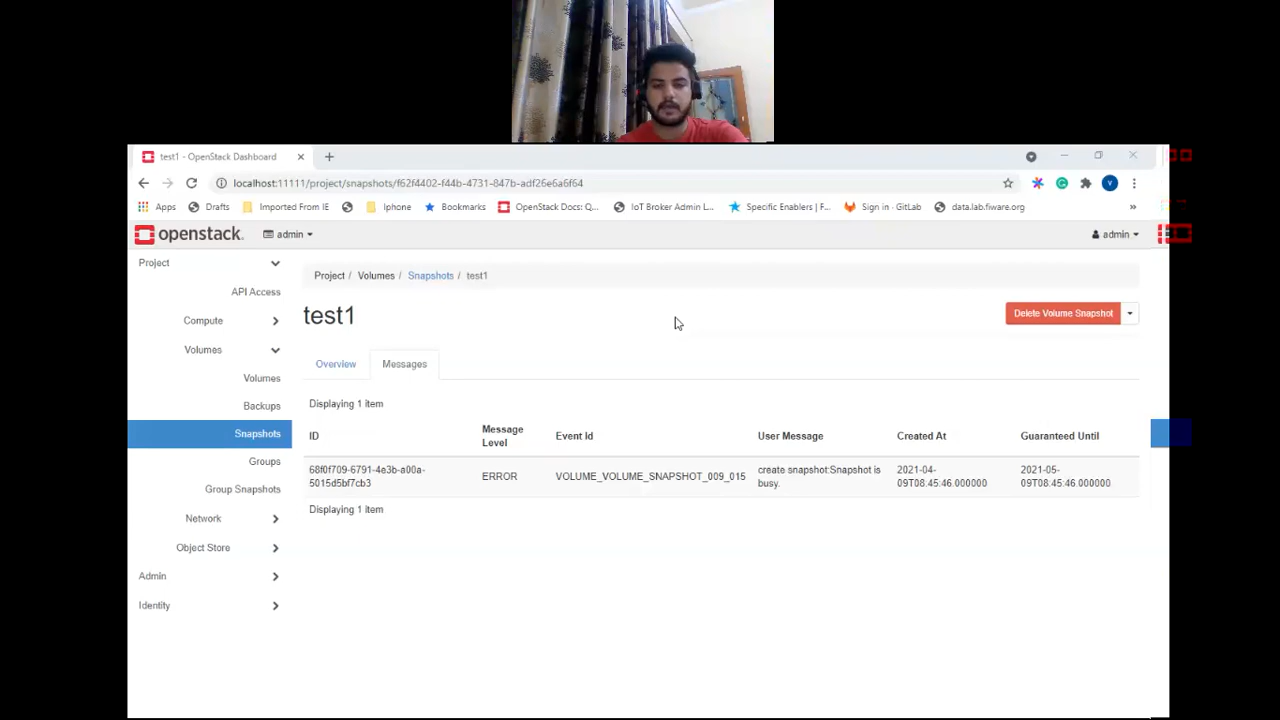 test1 - OpenStack Dashboard
localhost:11111/project/snapshots/f62f4402-f44b-4731-847b-adf26e6a6f64
V
Apps Drafts Imported From IE Iphone Bookmarks OpenStack Docs: Q... IoT Broker Admin L... Specific Enablers | F... Sign in · GitLab data.lab.fiware.org »
openstack. admin admin
Project
API Access
Compute
Volumes
Volumes
Backups
Snapshots
Groups
Group Snapshots
Network
Object Store
Admin
Identity
Project / Volumes / Snapshots / test1
test1
Delete Volume Snapshot
Overview Messages
Displaying 1 item
ID Message Level Event Id User Message Created At Guaranteed Until
68f0f709-6791-4e3b-a00a- ERROR VOLUME_VOLUME_SNAPSHOT_009_015 create snapshot:Snapshot is 2021-04- 2021-05-
5015d5bf7cb3 busy. 09T08:45:46.000000 09T08:45:46.000000
Displaying 1 item